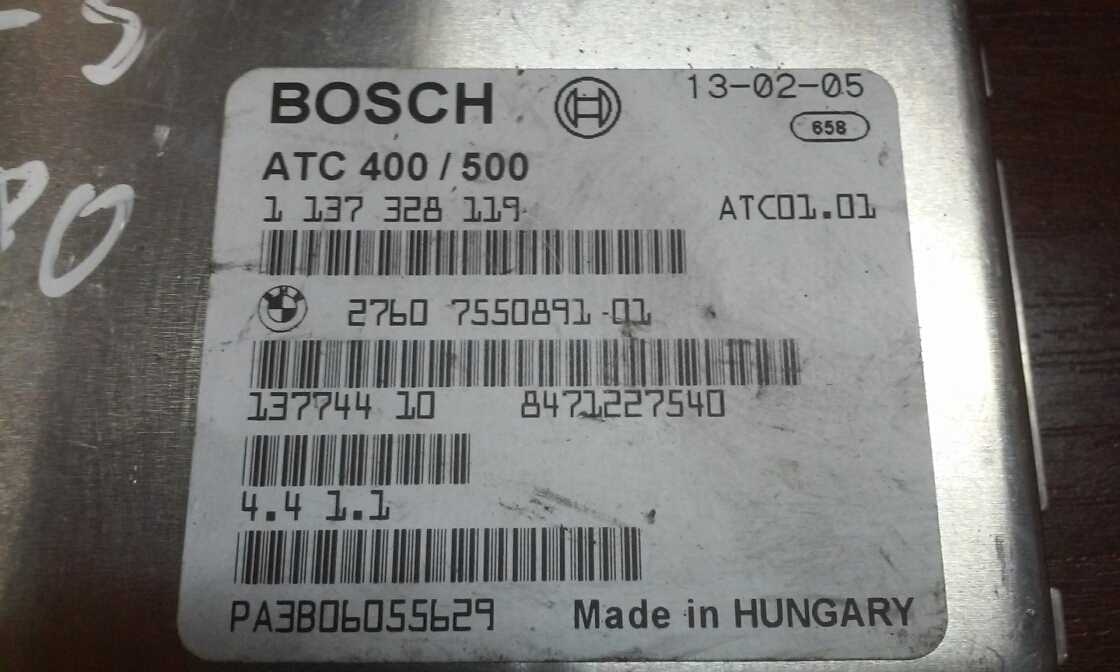 BOSCH 13-02-05
658
ATC 400 / 500
1 137 328 119 ATC01.01
2760 7550891-01
137744 10 8471227540
4.4 1.1
PA3B06055629 Made in HUNGARY